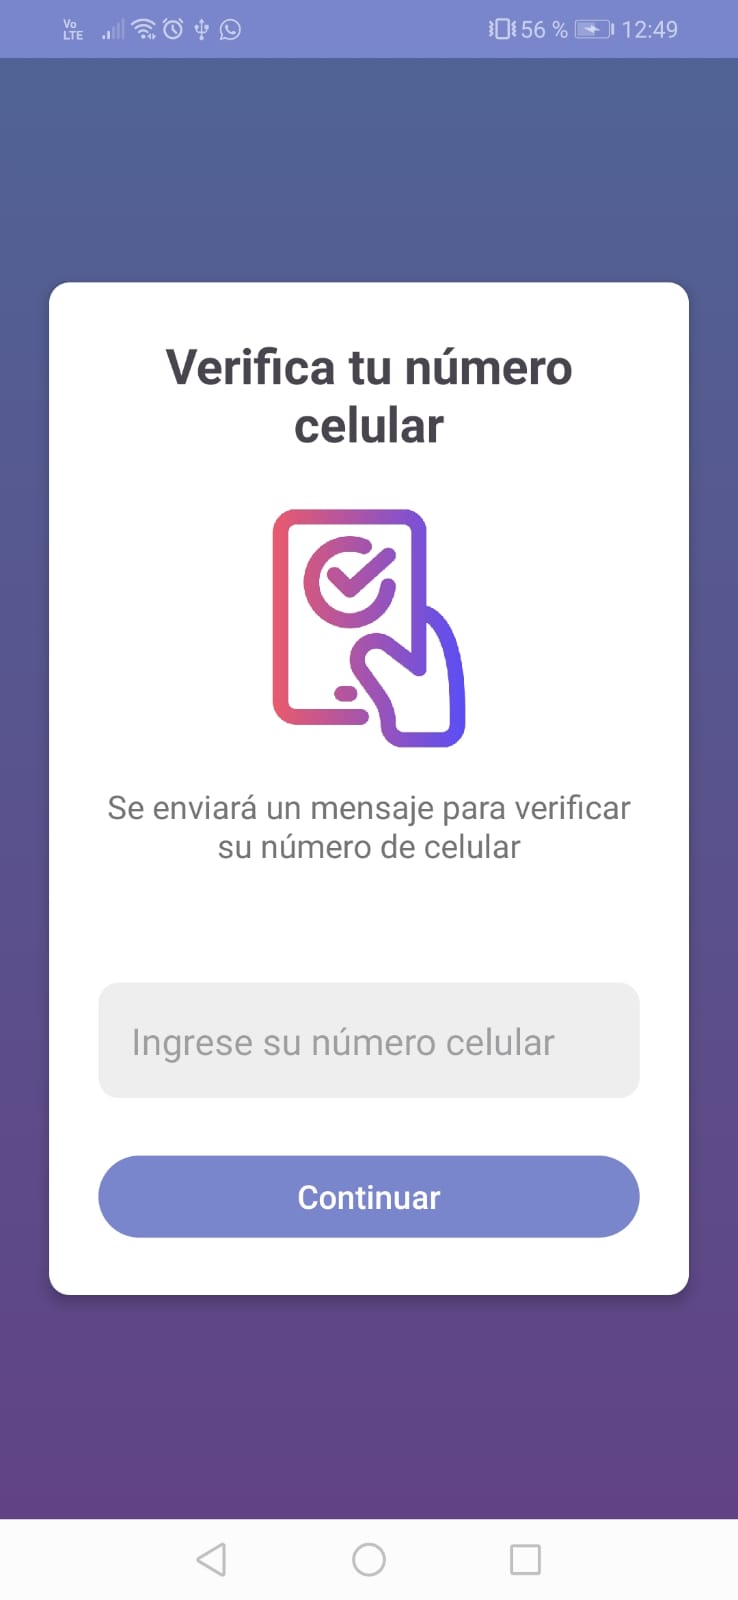 Vo
LTE
56 %
12:49
Verifica tu número
celular
Se enviará un mensaje para verificar
su número de celular
Ingrese su número celular
Continuar